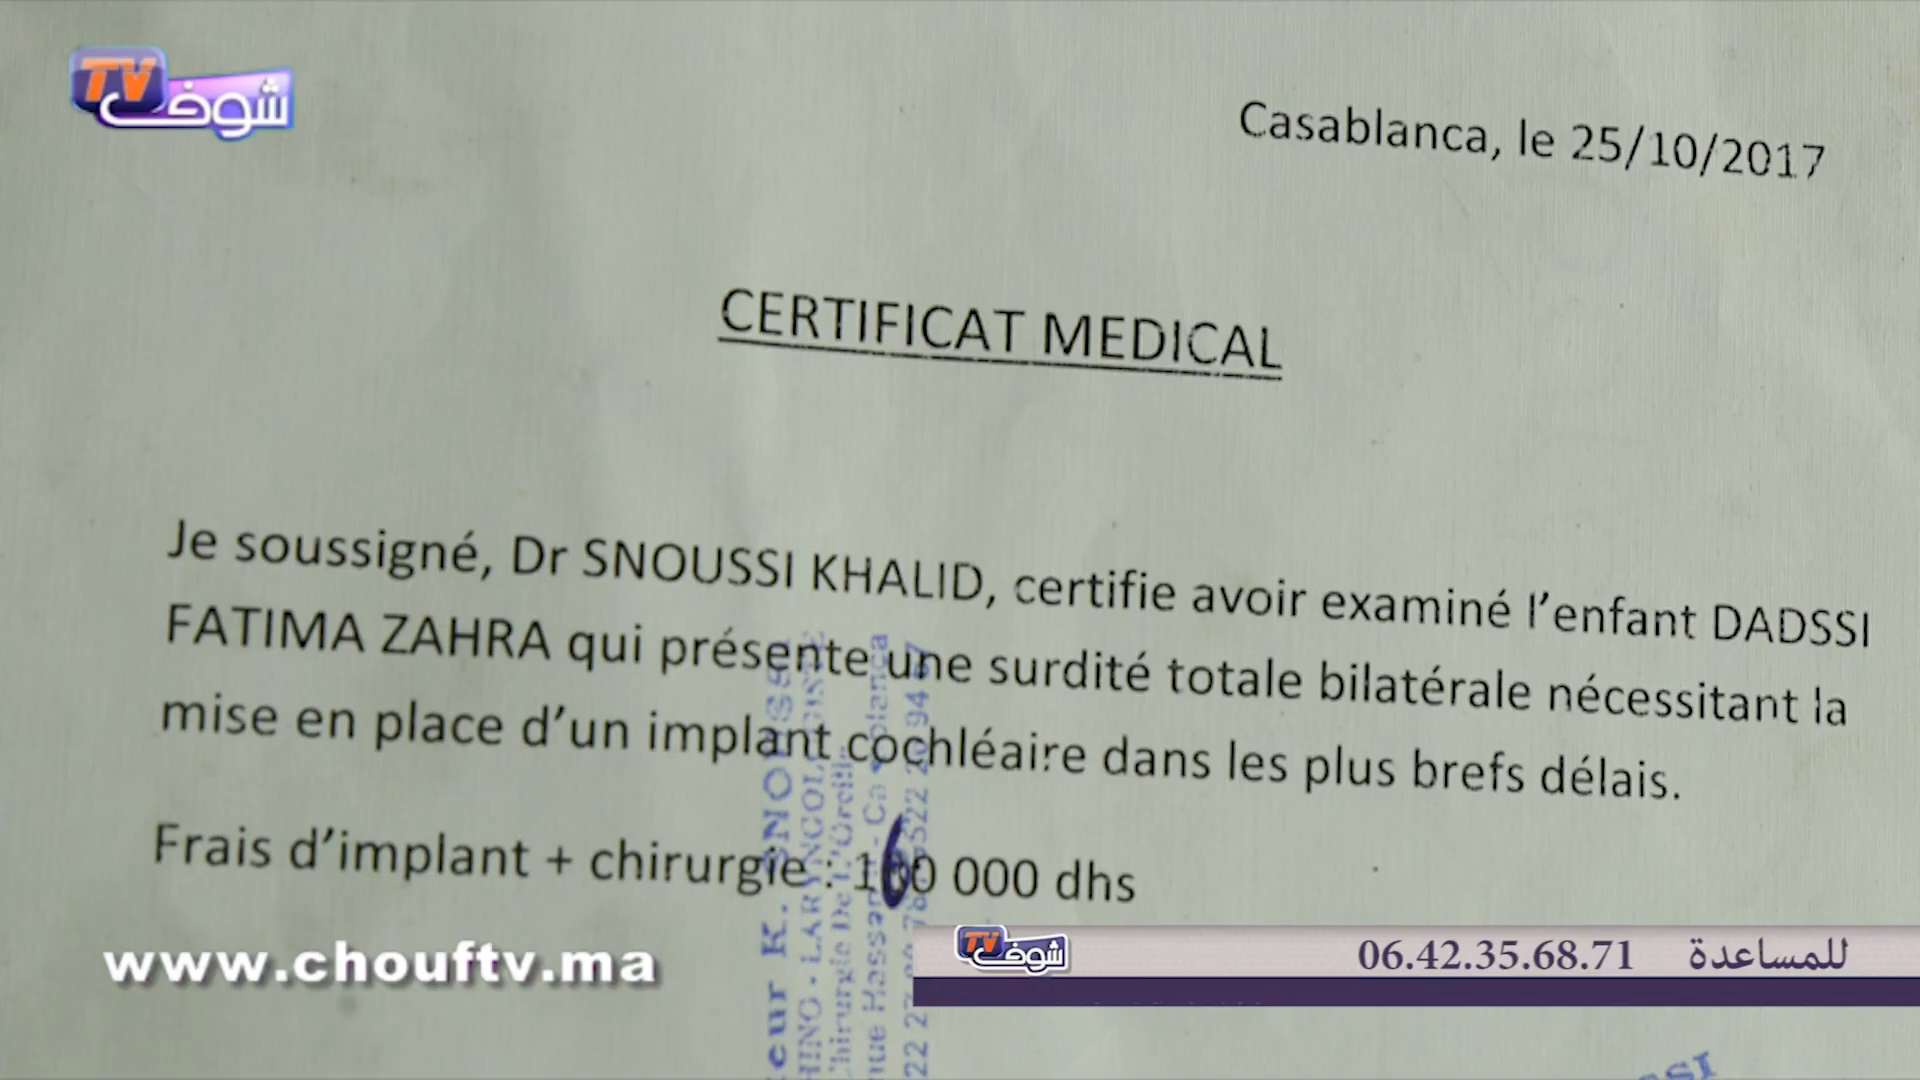 TV شوف
Casablanca, le 25/10/2017
CERTIFICAT MEDICAL
Je soussigné, Dr SNOUSSI KHALID, certifie avoir examiné l'enfant DADSSI
FATIMA ZAHRA qui présente une surdité totale bilatérale nécessitant la
mise en place d'un implant cochléaire dans les plus brefs délais.
Frais d'implant + chirurgie : 160 000 dhs
K. SNOUSSI
www.chouftv.ma
TV شوف
للمساعدة 06.42.35.68.71